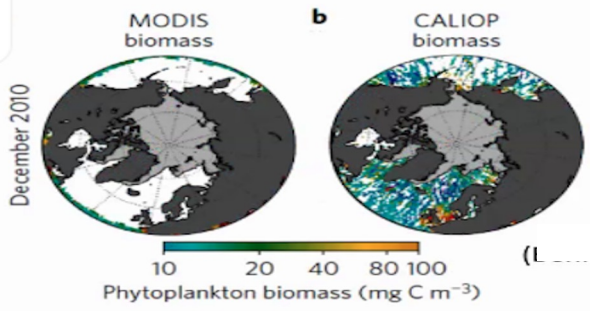 MODIS
biomass
b
CALIOP
biomass
December 2010
10 20 40 80 100
Phytoplankton biomass (mg C m⁻³)